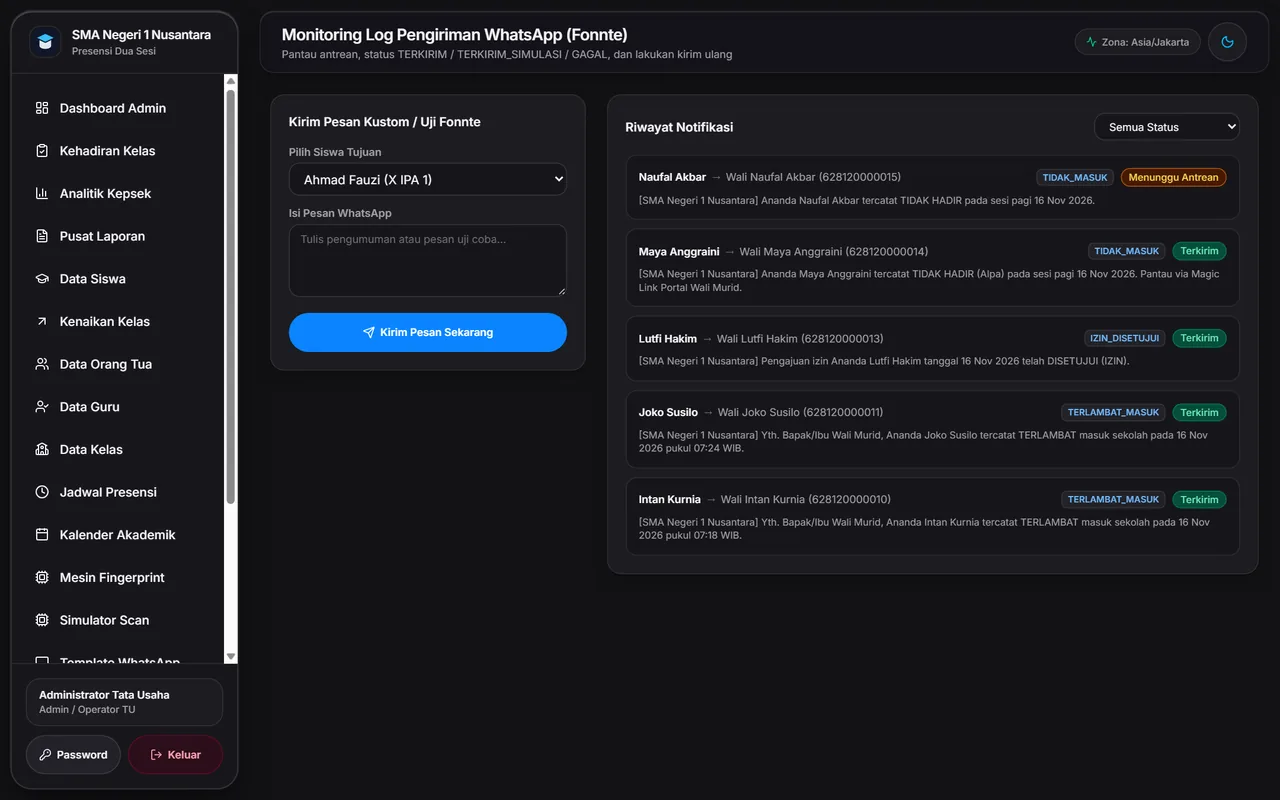 SMA Negeri 1 Nusantara
Presensi Dua Sesi
Dashboard Admin
Kehadiran Kelas
Analitik Kepsek
Pusat Laporan
Data Siswa
Kenaikan Kelas
Data Orang Tua
Data Guru
Data Kelas
Jadwal Presensi
Kalender Akademik
Mesin Fingerprint
Simulator Scan
Template WhatsApp
Administrator Tata Usaha
Admin / Operator TU
Password
Keluar
Monitoring Log Pengiriman WhatsApp (Fonnte)
Pantau antrean, status TERKIRIM / TERKIRIM_SIMULASI / GAGAL, dan lakukan kirim ulang
Zona: Asia/Jakarta
Kirim Pesan Kustom / Uji Fonnte
Pilih Siswa Tujuan
Ahmad Fauzi (X IPA 1)
Isi Pesan WhatsApp
Tulis pengumuman atau pesan uji coba...
Kirim Pesan Sekarang
Riwayat Notifikasi
Semua Status
Naufal Akbar → Wali Naufal Akbar (628120000015) TIDAK_MASUK Menunggu Antrean
[SMA Negeri 1 Nusantara] Ananda Naufal Akbar tercatat TIDAK HADIR pada sesi pagi 16 Nov 2026.
Maya Anggraini → Wali Maya Anggraini (628120000014) TIDAK_MASUK Terkirim
[SMA Negeri 1 Nusantara] Ananda Maya Anggraini tercatat TIDAK HADIR (Alpa) pada sesi pagi 16 Nov 2026. Pantau via Magic
Link Portal Wali Murid.
Lutfi Hakim → Wali Lutfi Hakim (628120000013) IZIN_DISETUJUI Terkirim
[SMA Negeri 1 Nusantara] Pengajuan izin Ananda Lutfi Hakim tanggal 16 Nov 2026 telah DISETUJUI (IZIN).
Joko Susilo → Wali Joko Susilo (628120000011) TERLAMBAT_MASUK Terkirim
[SMA Negeri 1 Nusantara] Yth. Bapak/Ibu Wali Murid, Ananda Joko Susilo tercatat TERLAMBAT masuk sekolah pada 16 Nov
2026 pukul 07:24 WIB.
Intan Kurnia → Wali Intan Kurnia (628120000010) TERLAMBAT_MASUK Terkirim
[SMA Negeri 1 Nusantara] Yth. Bapak/Ibu Wali Murid, Ananda Intan Kurnia tercatat TERLAMBAT masuk sekolah pada 16 Nov
2026 pukul 07:18 WIB.